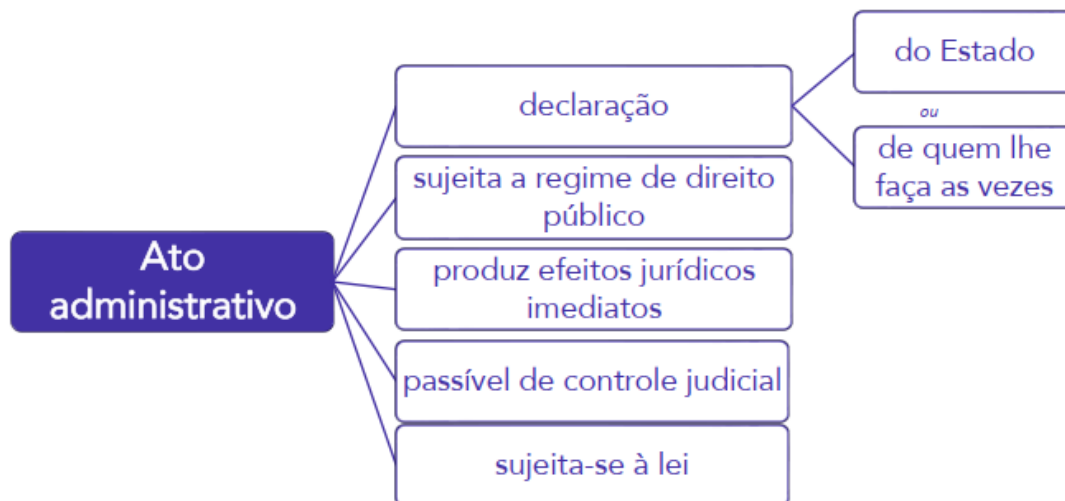 Ato
administrativo
declaração
do Estado
ou
de quem lhe
faça as vezes
sujeita a regime de direito
público
produz efeitos jurídicos
imediatos
passível de controle judicial
sujeita-se à lei